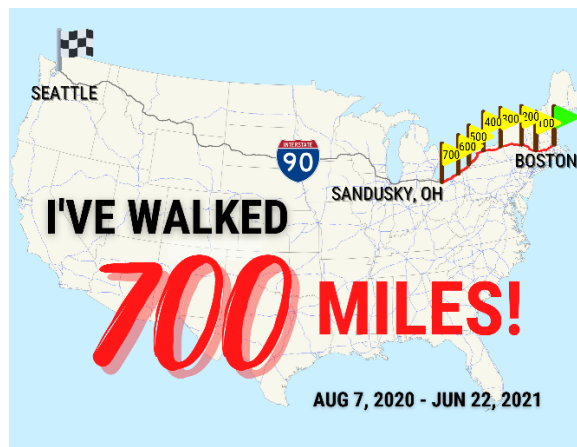 SEATTLE
INTERSTATE
90
700
600
500
400
300
200
100
BOSTON
SANDUSKY, OH
I'VE WALKED
700 MILES!
AUG 7, 2020 - JUN 22, 2021